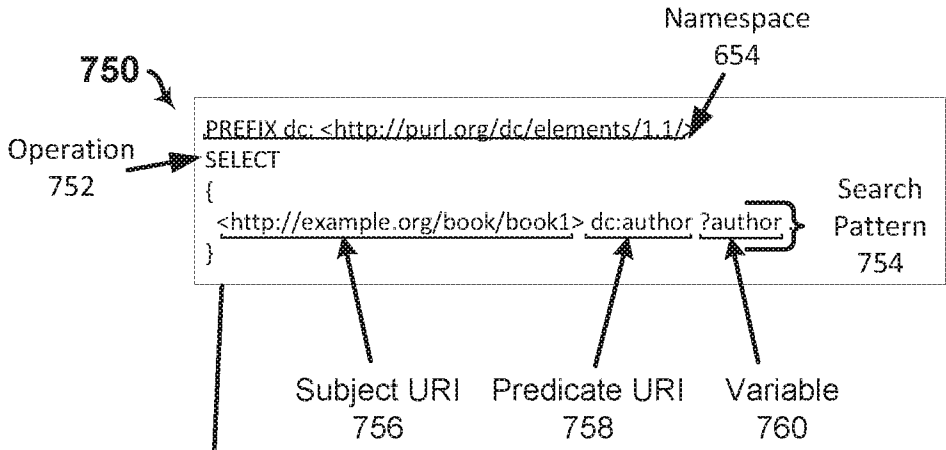 Namespace
654
750
PREFIX dc: <http://purl.org/dc/elements/1.1/>
Operation
752
SELECT
{
<http://example.org/book/book1> dc:author ?author
}
Search
Pattern
754
Subject URI
756
Predicate URI
758
Variable
760